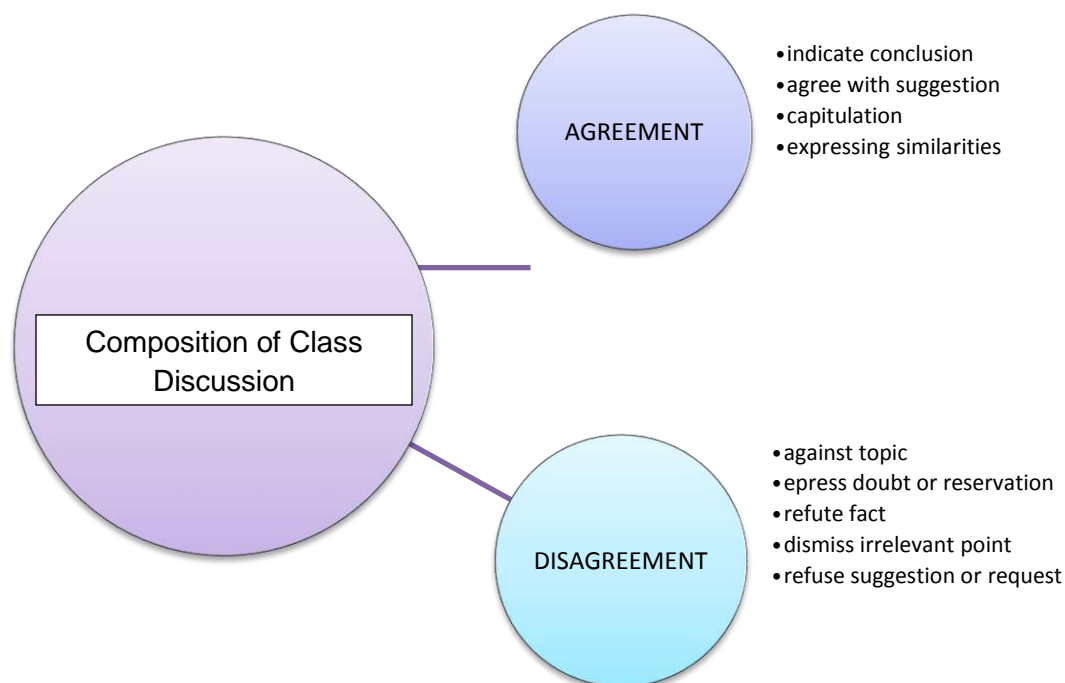 AGREEMENT
•indicate conclusion
•agree with suggestion
•capitulation
•expressing similarities
Composition of Class
Discussion
DISAGREEMENT
•against topic
•epress doubt or reservation
•refute fact
•dismiss irrelevant point
•refuse suggestion or request